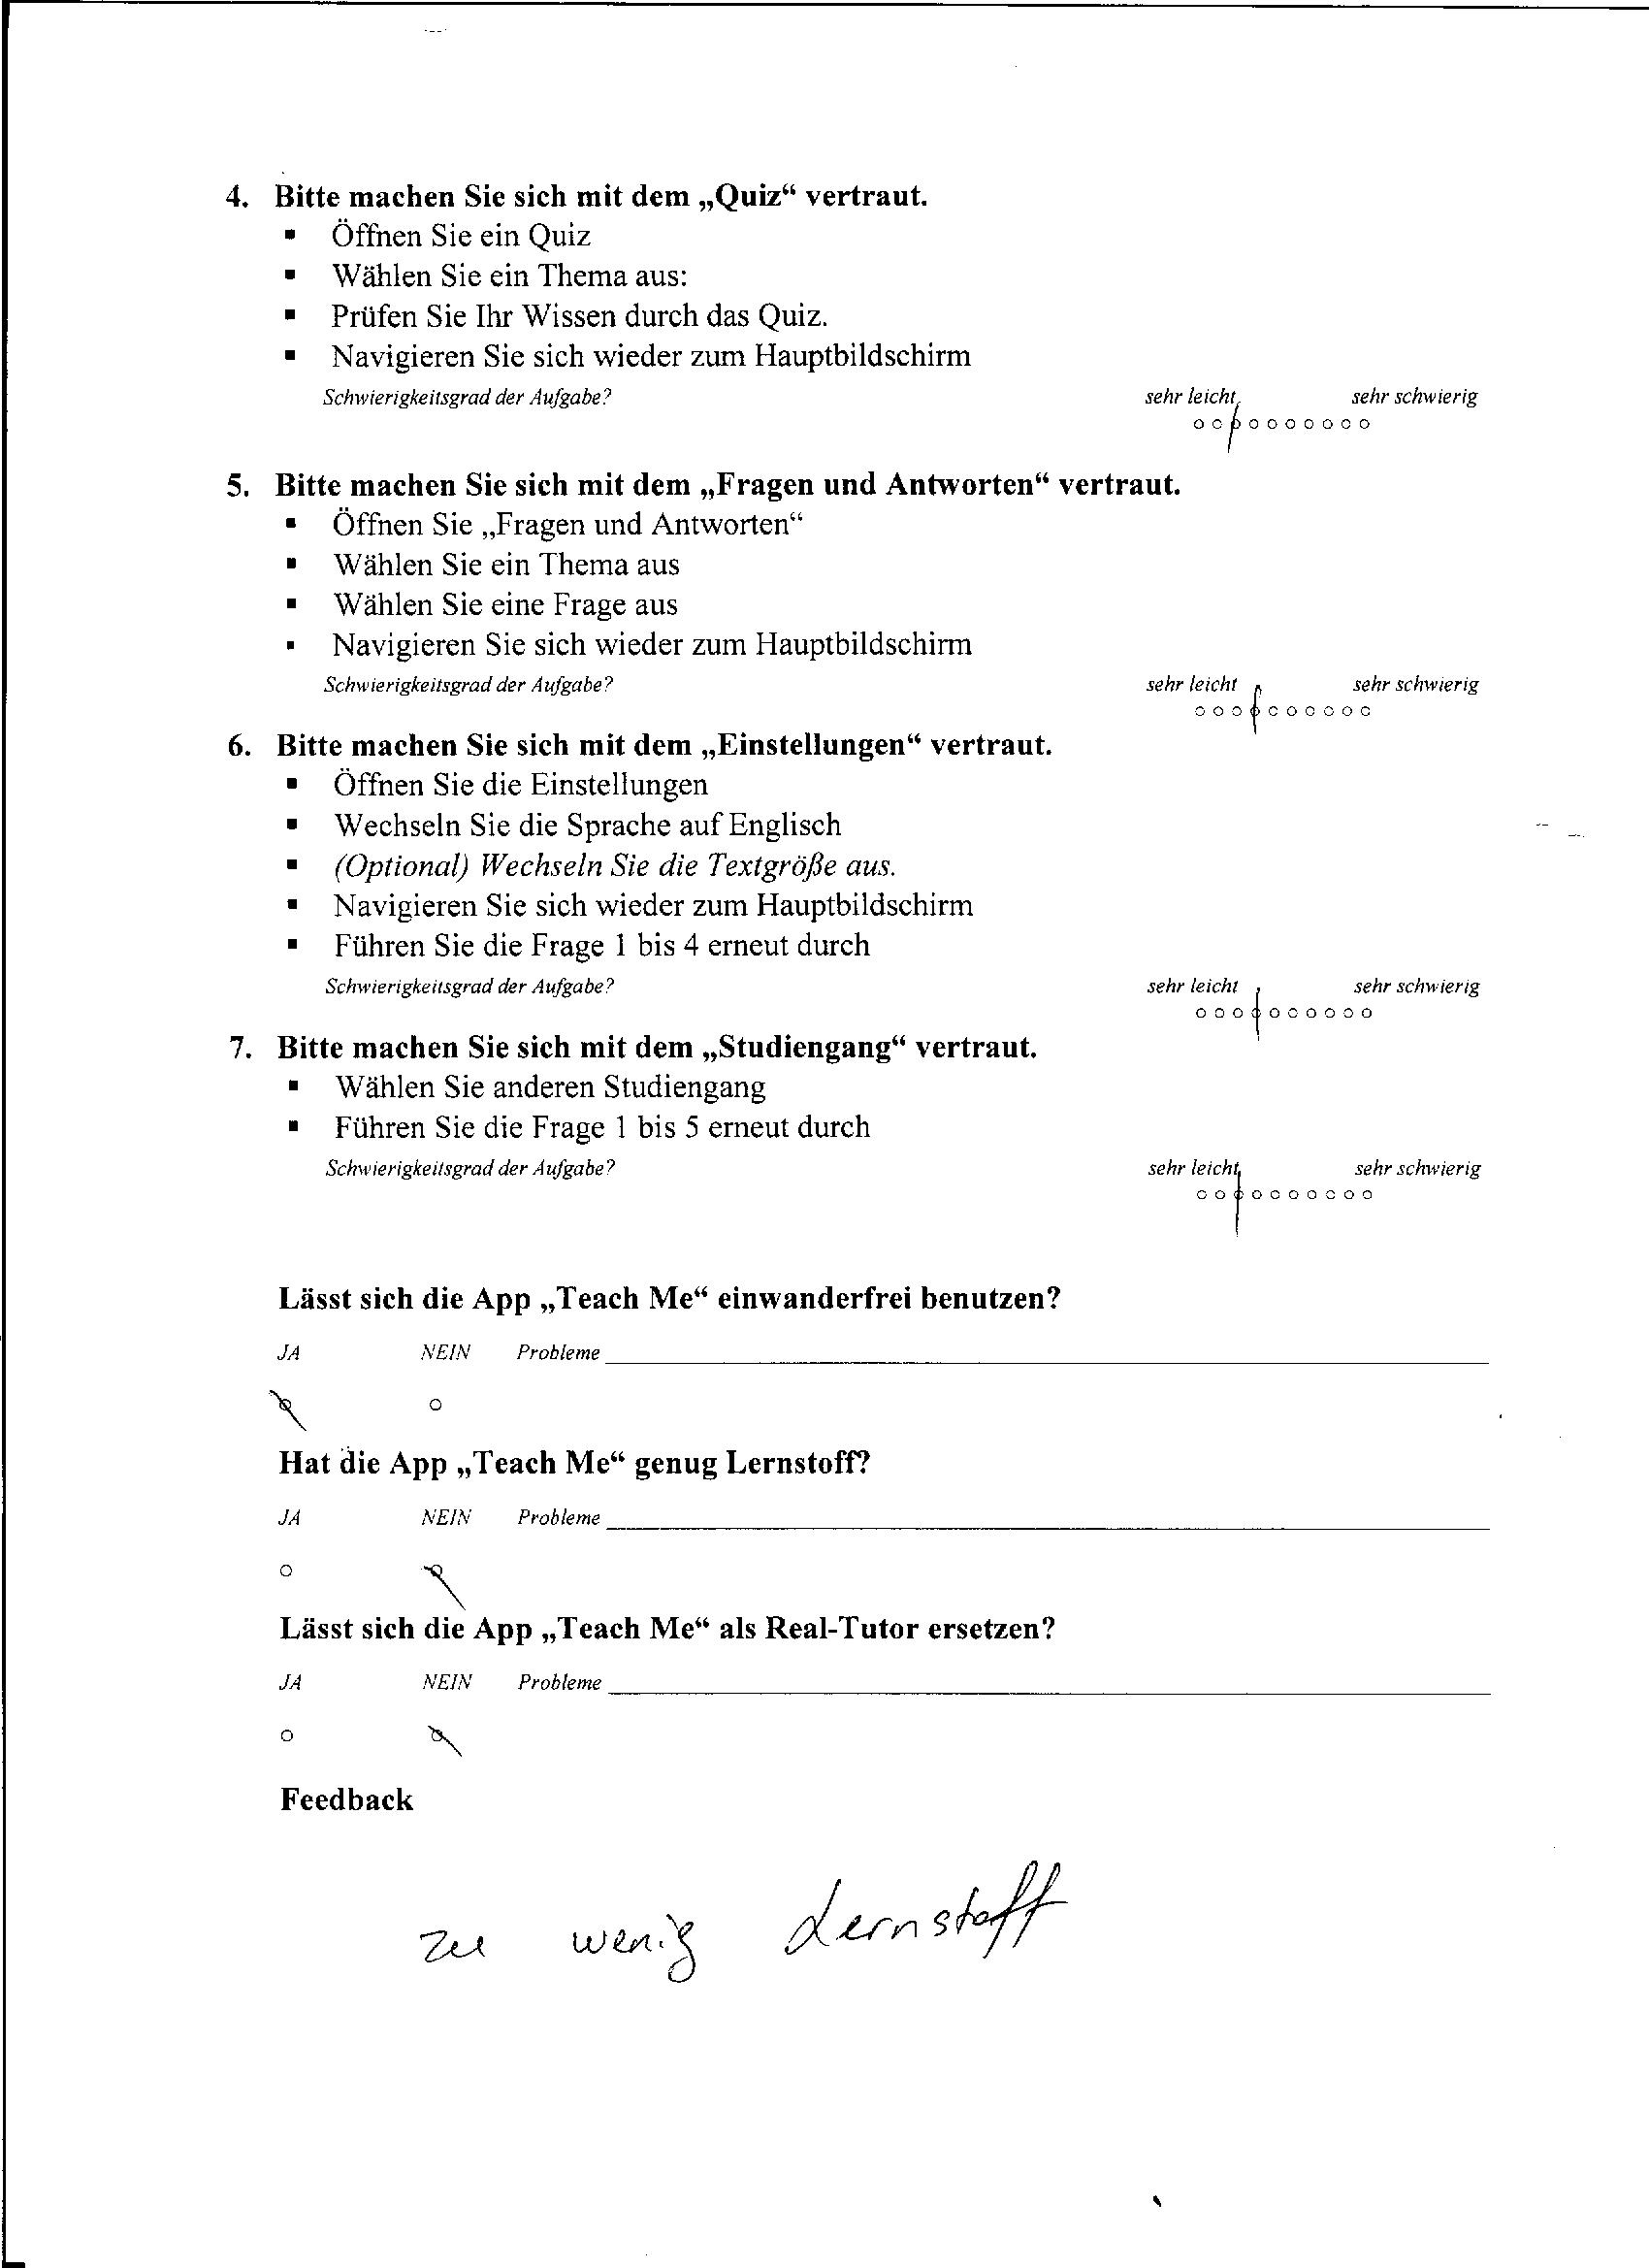 4. Bitte machen Sie sich mit dem „Quiz“ vertraut.
▪ Öffnen Sie ein Quiz
▪ Wählen Sie ein Thema aus:
▪ Prüfen Sie Ihr Wissen durch das Quiz.
▪ Navigieren Sie sich wieder zum Hauptbildschirm
Schwierigkeitsgrad der Aufgabe? sehr leicht sehr schwierig
5. Bitte machen Sie sich mit dem „Fragen und Antworten“ vertraut.
▪ Öffnen Sie „Fragen und Antworten“
▪ Wählen Sie ein Thema aus
▪ Wählen Sie eine Frage aus
▪ Navigieren Sie sich wieder zum Hauptbildschirm
Schwierigkeitsgrad der Aufgabe? sehr leicht sehr schwierig
6. Bitte machen Sie sich mit dem „Einstellungen“ vertraut.
▪ Öffnen Sie die Einstellungen
▪ Wechseln Sie die Sprache auf Englisch
▪ (Optional) Wechseln Sie die Textgröße aus.
▪ Navigieren Sie sich wieder zum Hauptbildschirm
▪ Führen Sie die Frage 1 bis 4 erneut durch
Schwierigkeitsgrad der Aufgabe? sehr leicht sehr schwierig
7. Bitte machen Sie sich mit dem „Studiengang“ vertraut.
▪ Wählen Sie anderen Studiengang
▪ Führen Sie die Frage 1 bis 5 erneut durch
Schwierigkeitsgrad der Aufgabe? sehr leicht sehr schwierig
Lässt sich die App „Teach Me“ einwanderfrei benutzen?
JA NEIN Probleme
Hat die App „Teach Me“ genug Lernstoff?
JA NEIN Probleme
Lässt sich die App „Teach Me“ als Real-Tutor ersetzen?
JA NEIN Probleme
Feedback
zu wenig Lernstoff